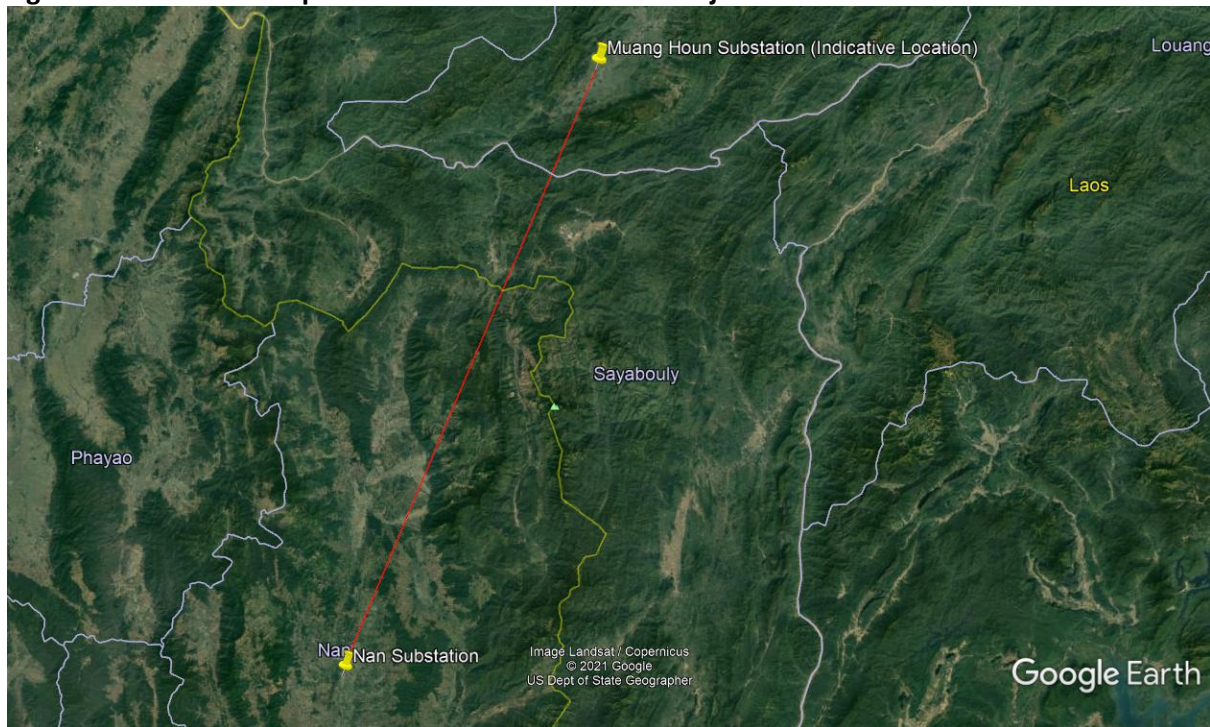 Muang Houn Substation (Indicative Location)
Louang
Laos
Sayabouly
Phayao
Nan
Nan Substation
Image Landsat / Copernicus
© 2021 Google
US Dept of State Geographer
Google Earth